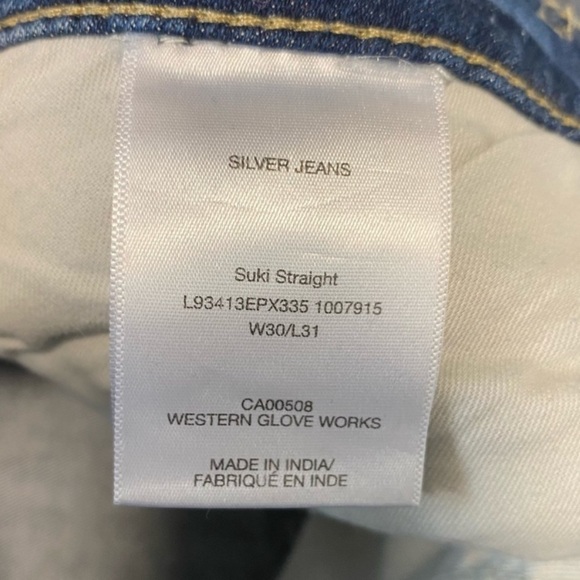 SILVER JEANS
Suki Straight
L93413EPX335 1007915
W30/L31
CA00508
WESTERN GLOVE WORKS
MADE IN INDIA/
FABRIQUÉ EN INDE